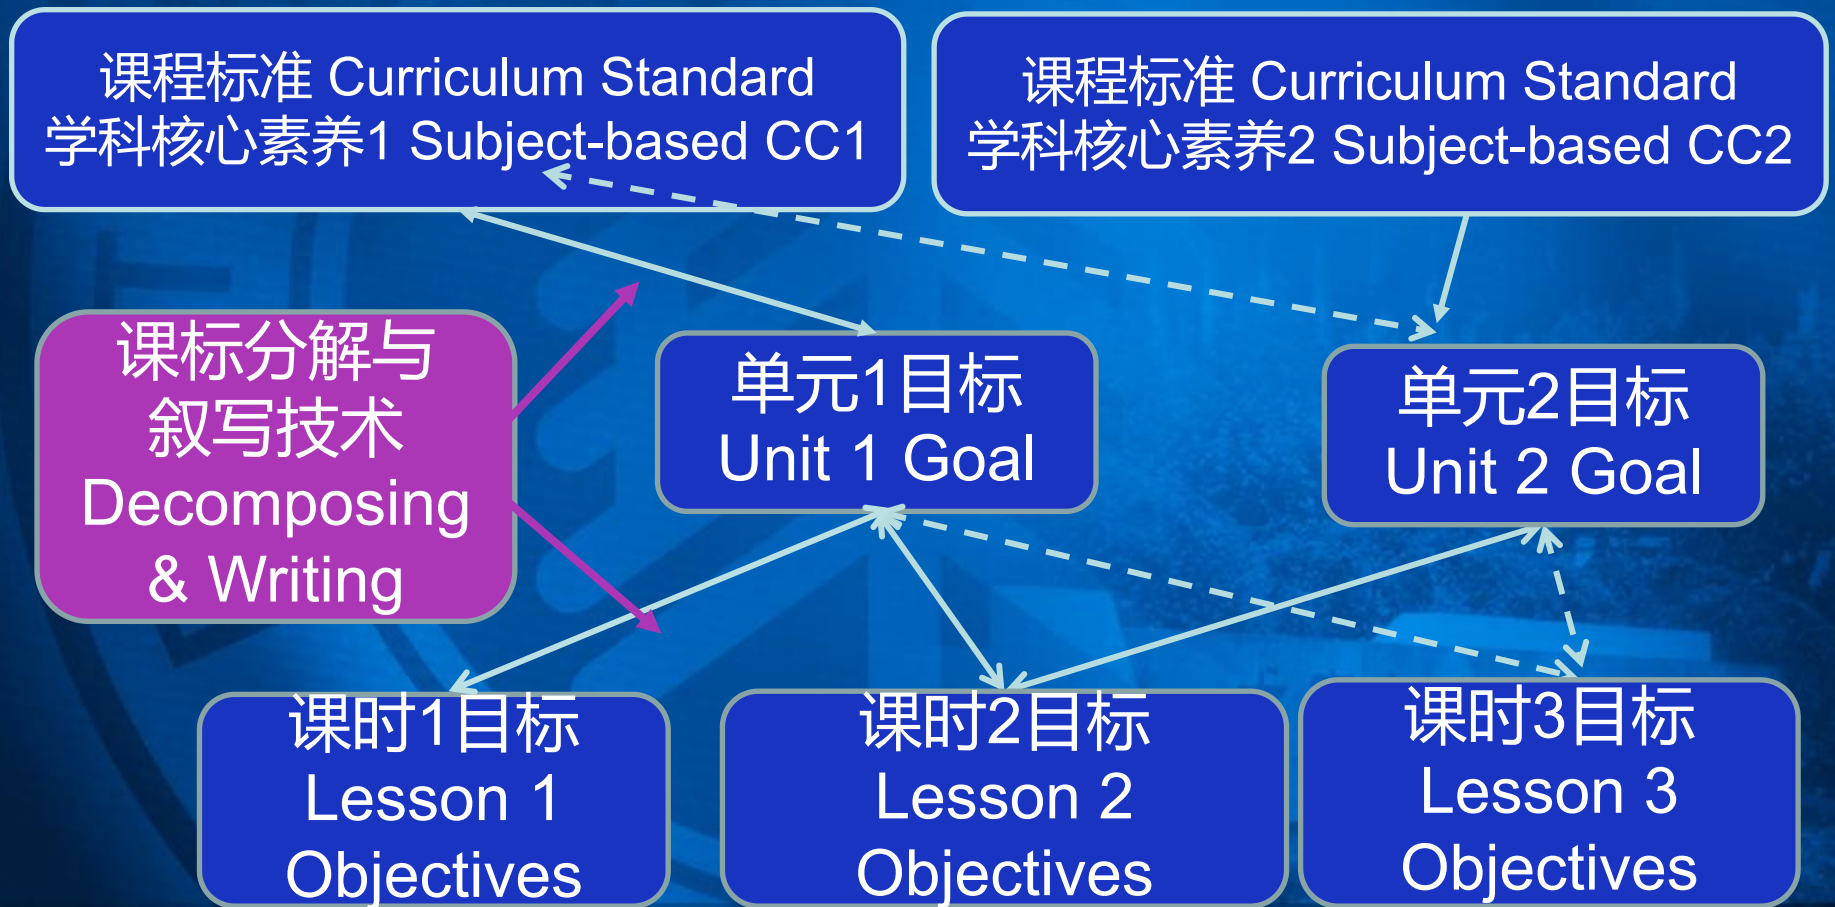 课程标准 Curriculum Standard
学科核心素养1 Subject-based CC1
课程标准 Curriculum Standard
学科核心素养2 Subject-based CC2
课标分解与
叙写技术
Decomposing
& Writing
单元1目标
Unit 1 Goal
单元2目标
Unit 2 Goal
课时1目标
Lesson 1
Objectives
课时2目标
Lesson 2
Objectives
课时3目标
Lesson 3
Objectives